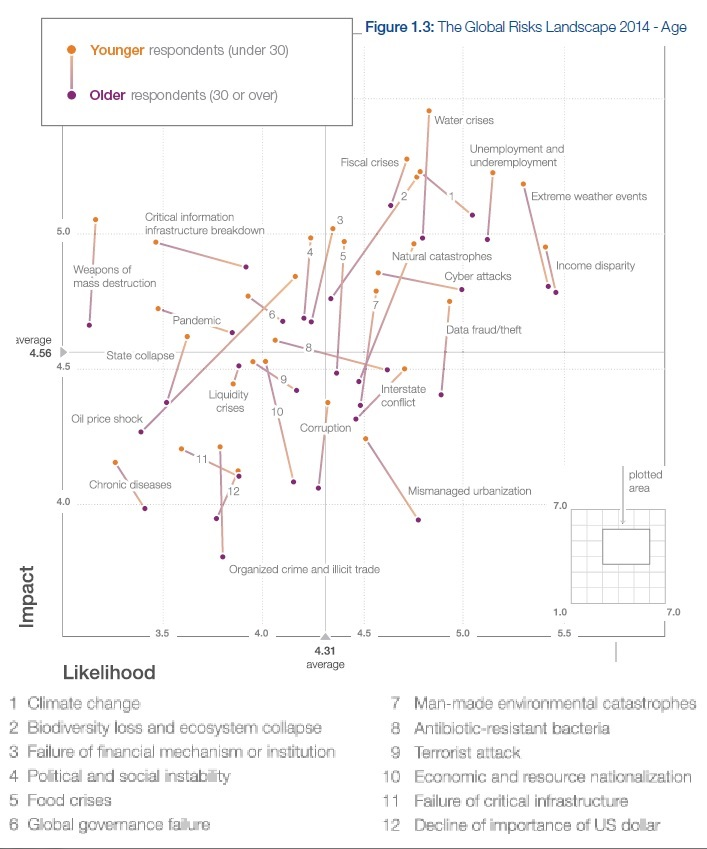 Figure 1.3: The Global Risks Landscape 2014 - Age
Younger respondents (under 30)
Older respondents (30 or over)
Water crises
Fiscal crises
Unemployment and
underemployment
2
1
Extreme weather events
Critical information
infrastructure breakdown
3
5.0
4
5
Natural catastrophes
Income disparity
Weapons of
mass destruction
Cyber attacks
7
6
Pandemic
Data fraud/theft
average
4.56
State collapse
8
4.5
9
Liquidity
crises
Interstate
conflict
10
Oil price shock
Corruption
11
Chronic diseases
12
Mismanaged urbanization
plotted
area
4.0
7.0
Organized crime and illicit trade
1.0
7.0
Impact
3.5
4.0
4.5
5.0
5.5
4.31
average
Likelihood
1 Climate change
2 Biodiversity loss and ecosystem collapse
3 Failure of financial mechanism or institution
4 Political and social instability
5 Food crises
6 Global governance failure
7 Man-made environmental catastrophes
8 Antibiotic-resistant bacteria
9 Terrorist attack
10 Economic and resource nationalization
11 Failure of critical infrastructure
12 Decline of importance of US dollar